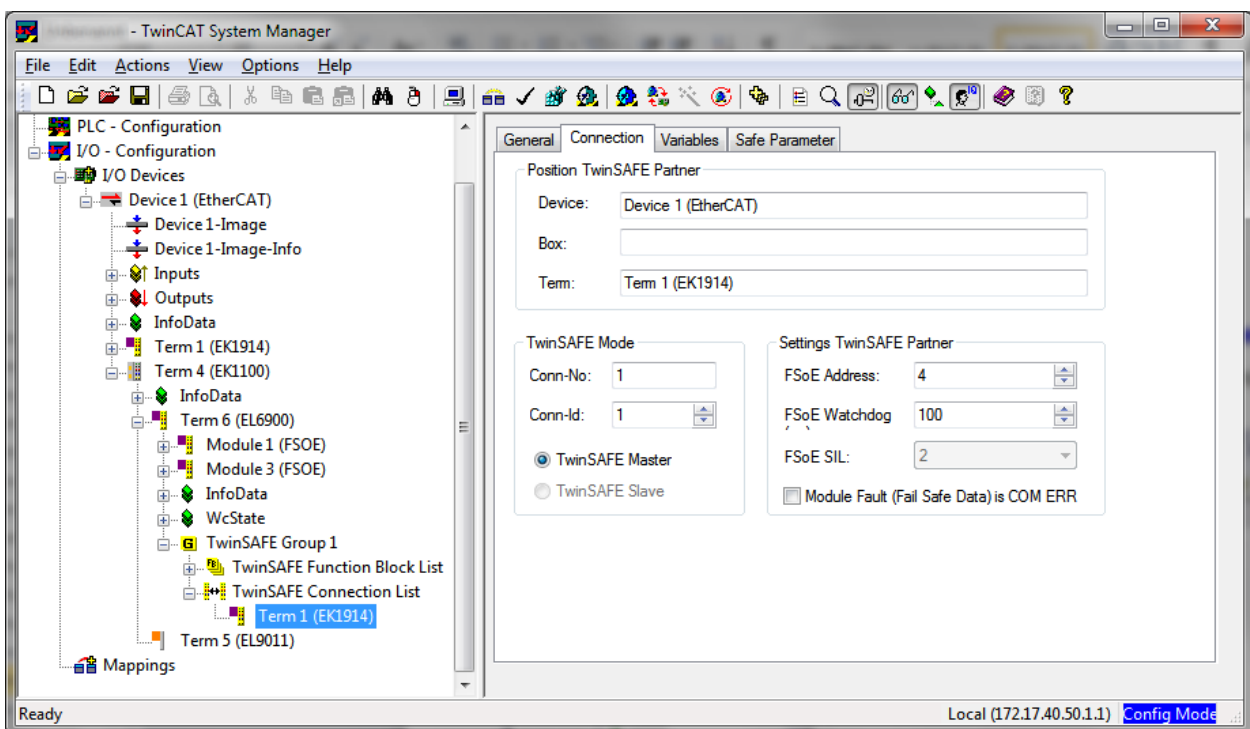 - TwinCAT System Manager
File Edit Actions View Options Help
PLC - Configuration
I/O - Configuration
I/O Devices
Device 1 (EtherCAT)
Device 1-Image
Device 1-Image-Info
Inputs
Outputs
InfoData
Term 1 (EK1914)
Term 4 (EK1100)
InfoData
Term 6 (EL6900)
Module 1 (FSOE)
Module 3 (FSOE)
InfoData
WcState
TwinSAFE Group 1
TwinSAFE Function Block List
TwinSAFE Connection List
Term 1 (EK1914)
Term 5 (EL9011)
Mappings
General Connection Variables Safe Parameter
Position TwinSAFE Partner
Device: Device 1 (EtherCAT)
Box:
Term: Term 1 (EK1914)
TwinSAFE Mode
Conn-No: 1
Conn-Id: 1
TwinSAFE Master
TwinSAFE Slave
Settings TwinSAFE Partner
FSoE Address: 4
FSoE Watchdog 100
FSoE SIL: 2
Module Fault (Fail Safe Data) is COM ERR
Ready Local (172.17.40.50.1.1) Config Mode